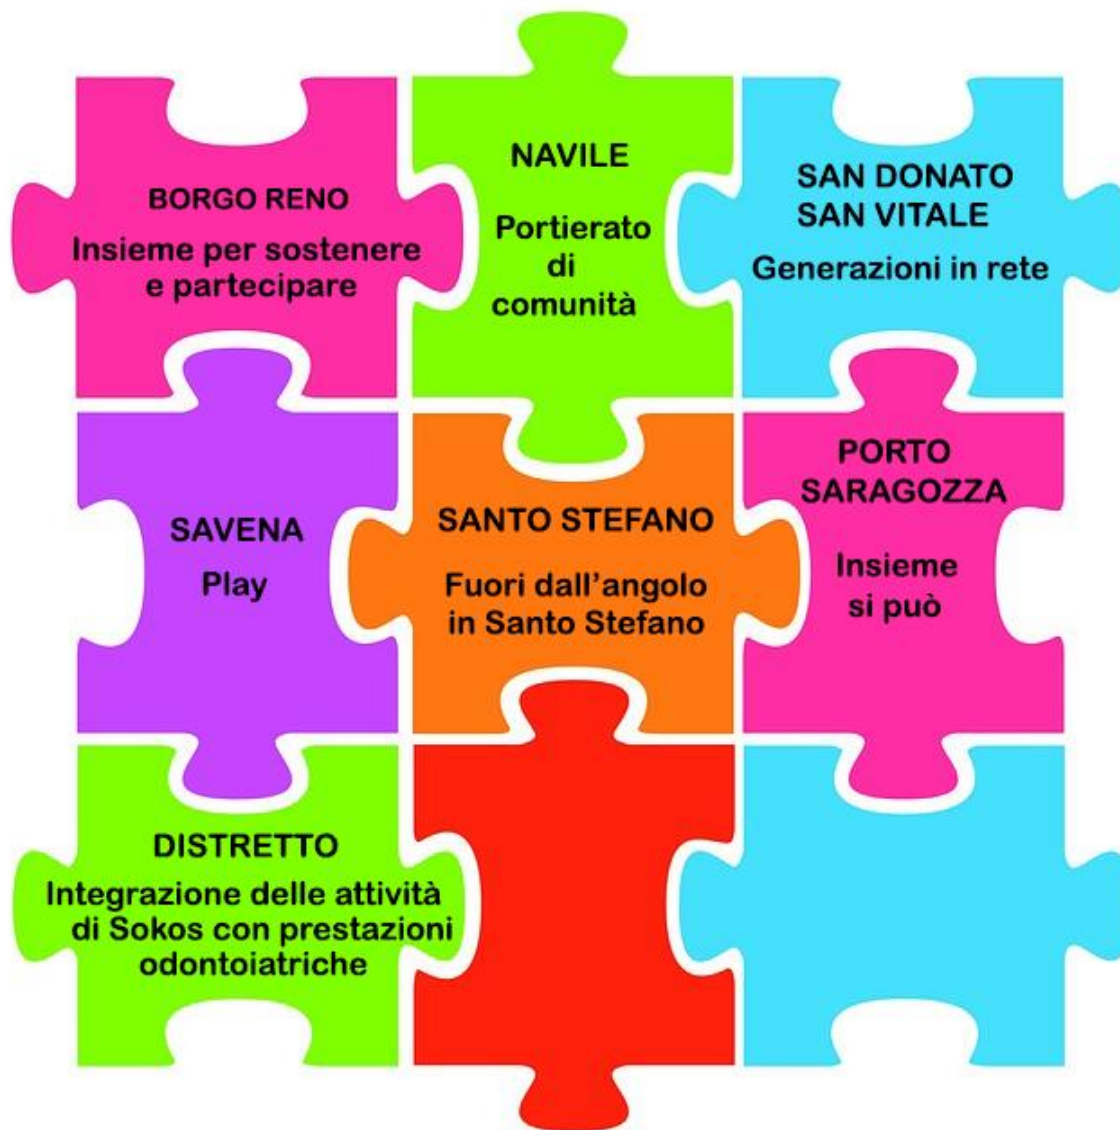 BORGO RENO
Insieme per sostenere
e partecipare
NAVILE
Portierato
di
comunità
SAN DONATO
SAN VITALE
Generazioni in rete
SAVENA
Play
SANTO STEFANO
Fuori dall'angolo
in Santo Stefano
PORTO
SARAGOZZA
Insieme
si può
DISTRETTO
Integrazione delle attività
di Sokos con prestazioni
odontoiatriche